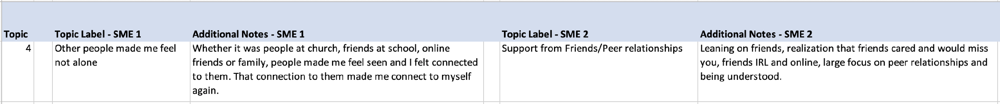 Topic Topic Label - SME 1 Additional Notes - SME 1 Topic Label - SME 2 Additional Notes - SME 2
4 Other people made me feel Whether it was people at church, friends at school, online Support from Friends/Peer relationships Leaning on friends, realization that friends cared and would miss
not alone friends or family, people made me feel seen and I felt connected you, friends IRL and online, large focus on peer relationships and
to them. That connection to them made me connect to myself being understood.
again.